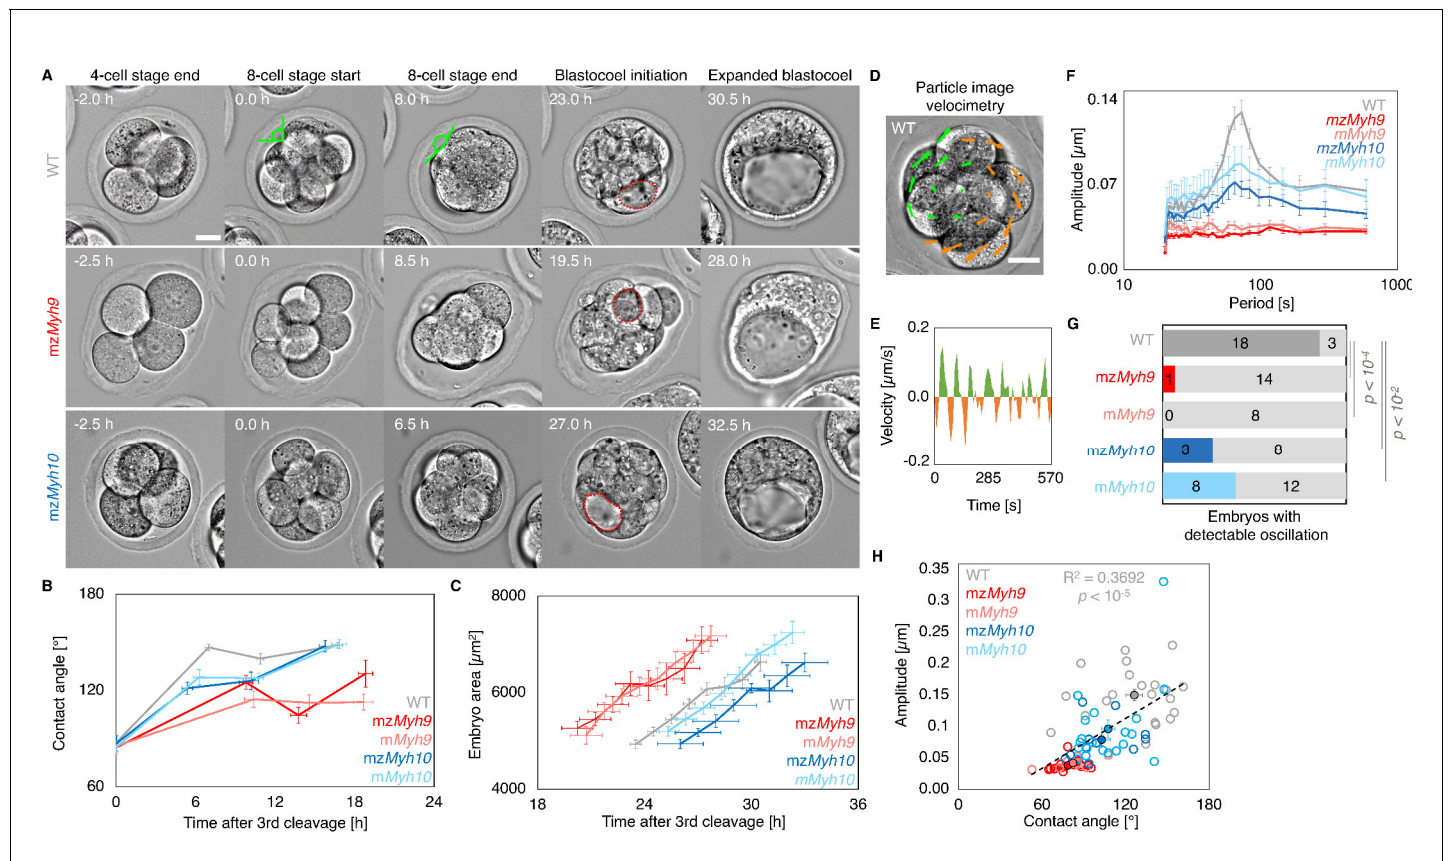 A
4-cell stage end
8-cell stage start
8-cell stage end
Blastocoel initiation
Expanded blastocoel
WT
-2.0 h
0.0 h
8.0 h
23.0 h
30.5 h
mzMyh9
-2.5 h
0.0 h
8.5 h
19.5 h
28.0 h
mzMyh10
-2.5 h
0.0 h
6.5 h
27.0 h
32.5 h
B
Contact angle [°]
180
120
60
0
6
12
18
24
Time after 3rd cleavage [h]
WT
mzMyh9
mMyh9
mzMyh10
mMyh10
C
Embryo area [µm²]
8000
6000
4000
18
24
30
36
Time after 3rd cleavage [h]
WT
mzMyh9
mMyh9
mzMyh10
mMyh10
D
Particle image
velocimetry
WT
E
Velocity [µm/s]
0.2
0.0
-0.2
0
285
570
Time [s]
F
Amplitude [µm]
0.14
0.07
0.00
10
100
1000
Period [s]
WT
mzMyh9
mMyh9
mzMyh10
mMyh10
G
WT
18
3
mzMyh9
1
14
mMyh9
0
8
mzMyh10
3
8
mMyh10
8
12
p < 10-4
p < 10-2
Embryos with
detectable oscillation
H
Amplitude [µm]
0.35
0.3
0.25
0.2
0.15
0.1
0.05
0.00
0
60
120
180
Contact angle [°]
WT
mzMyh9
mMyh9
mzMyh10
mMyh10
R² = 0.3692
p < 10-5